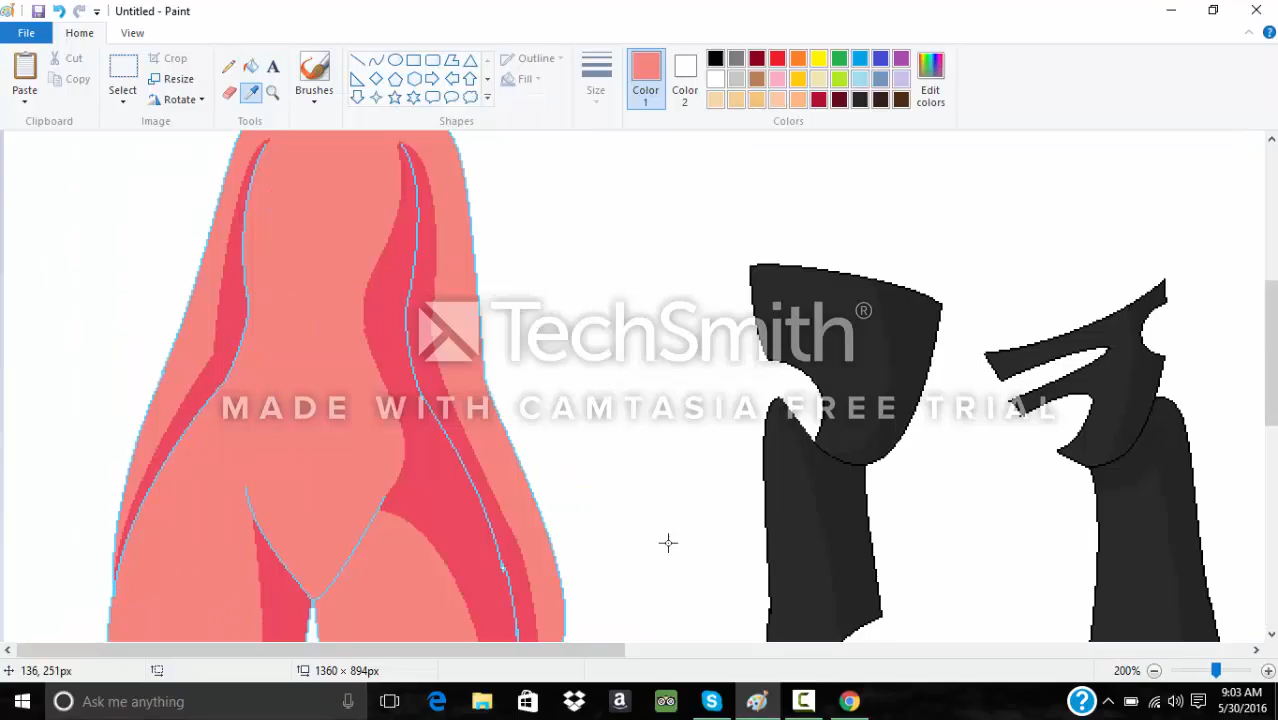 Untitled - Paint
File
Home
View
Paste
Cut
Copy
Clipboard
Select
Crop
Resize
Rotate
Image
A
Tools
Brushes
Outline
Fill
Shapes
Size
Color
1
Color
2
Edit
colors
Colors
TechSmith®
MADE WITH CAMTASIA FREE TRIAL
136, 251px
1360 × 894px
200%
Ask me anything
9:03 AM
5/30/2016